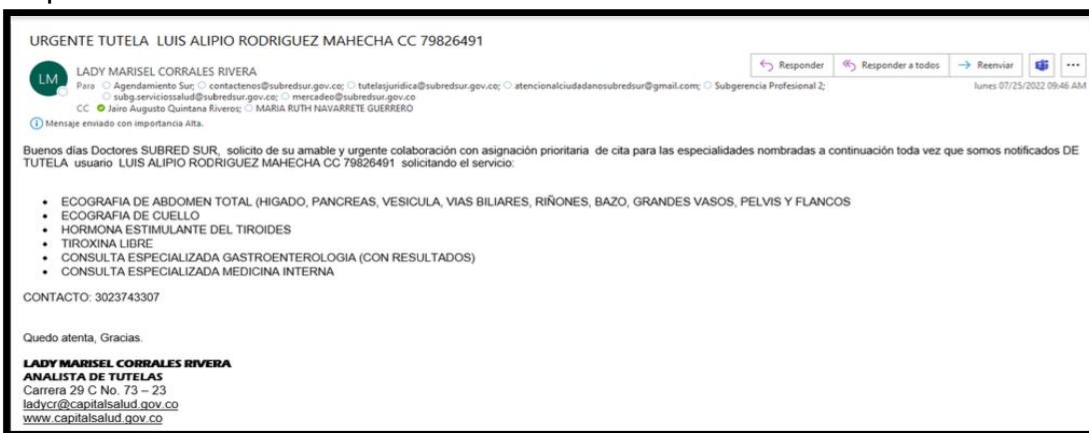 URGENTE TUTELA LUIS ALIPIO RODRIGUEZ MAHECHA CC 79826491
LM
LADY MARISEL CORRALES RIVERA
Responder
Responder a todos
Reenviar
Para Agendamiento Sur; contactenos@subredsur.gov.co; tutelasjuridica@subredsur.gov.co; atencionalciudadanosubredsur@gmail.com; Subgerencia Profesional 2;
lunes 07/25/2022 09:46 AM
subg.serviciossalud@subredsur.gov.co; mercadeo@subredsur.gov.co
CC Jairo Augusto Quintana Riveros; MARIA RUTH NAVARRETE GUERRERO
Mensaje enviado con importancia Alta.
Buenos días Doctores SUBRED SUR, solicito de su amable y urgente colaboración con asignación prioritaria de cita para las especialidades nombradas a continuación toda vez que somos notificados DE
TUTELA usuario LUIS ALIPIO RODRIGUEZ MAHECHA CC 79826491 solicitando el servicio:
• ECOGRAFIA DE ABDOMEN TOTAL (HIGADO, PANCREAS, VESICULA, VIAS BILIARES, RIÑONES, BAZO, GRANDES VASOS, PELVIS Y FLANCOS
• ECOGRAFIA DE CUELLO
• HORMONA ESTIMULANTE DEL TIROIDES
• TIROXINA LIBRE
• CONSULTA ESPECIALIZADA GASTROENTEROLOGIA (CON RESULTADOS)
• CONSULTA ESPECIALIZADA MEDICINA INTERNA
CONTACTO: 3023743307
Quedo atenta, Gracias.
LADY MARISEL CORRALES RIVERA
ANALISTA DE TUTELAS
Carrera 29 C No. 73 – 23
ladycr@capitalsalud.gov.co
www.capitalsalud.gov.co